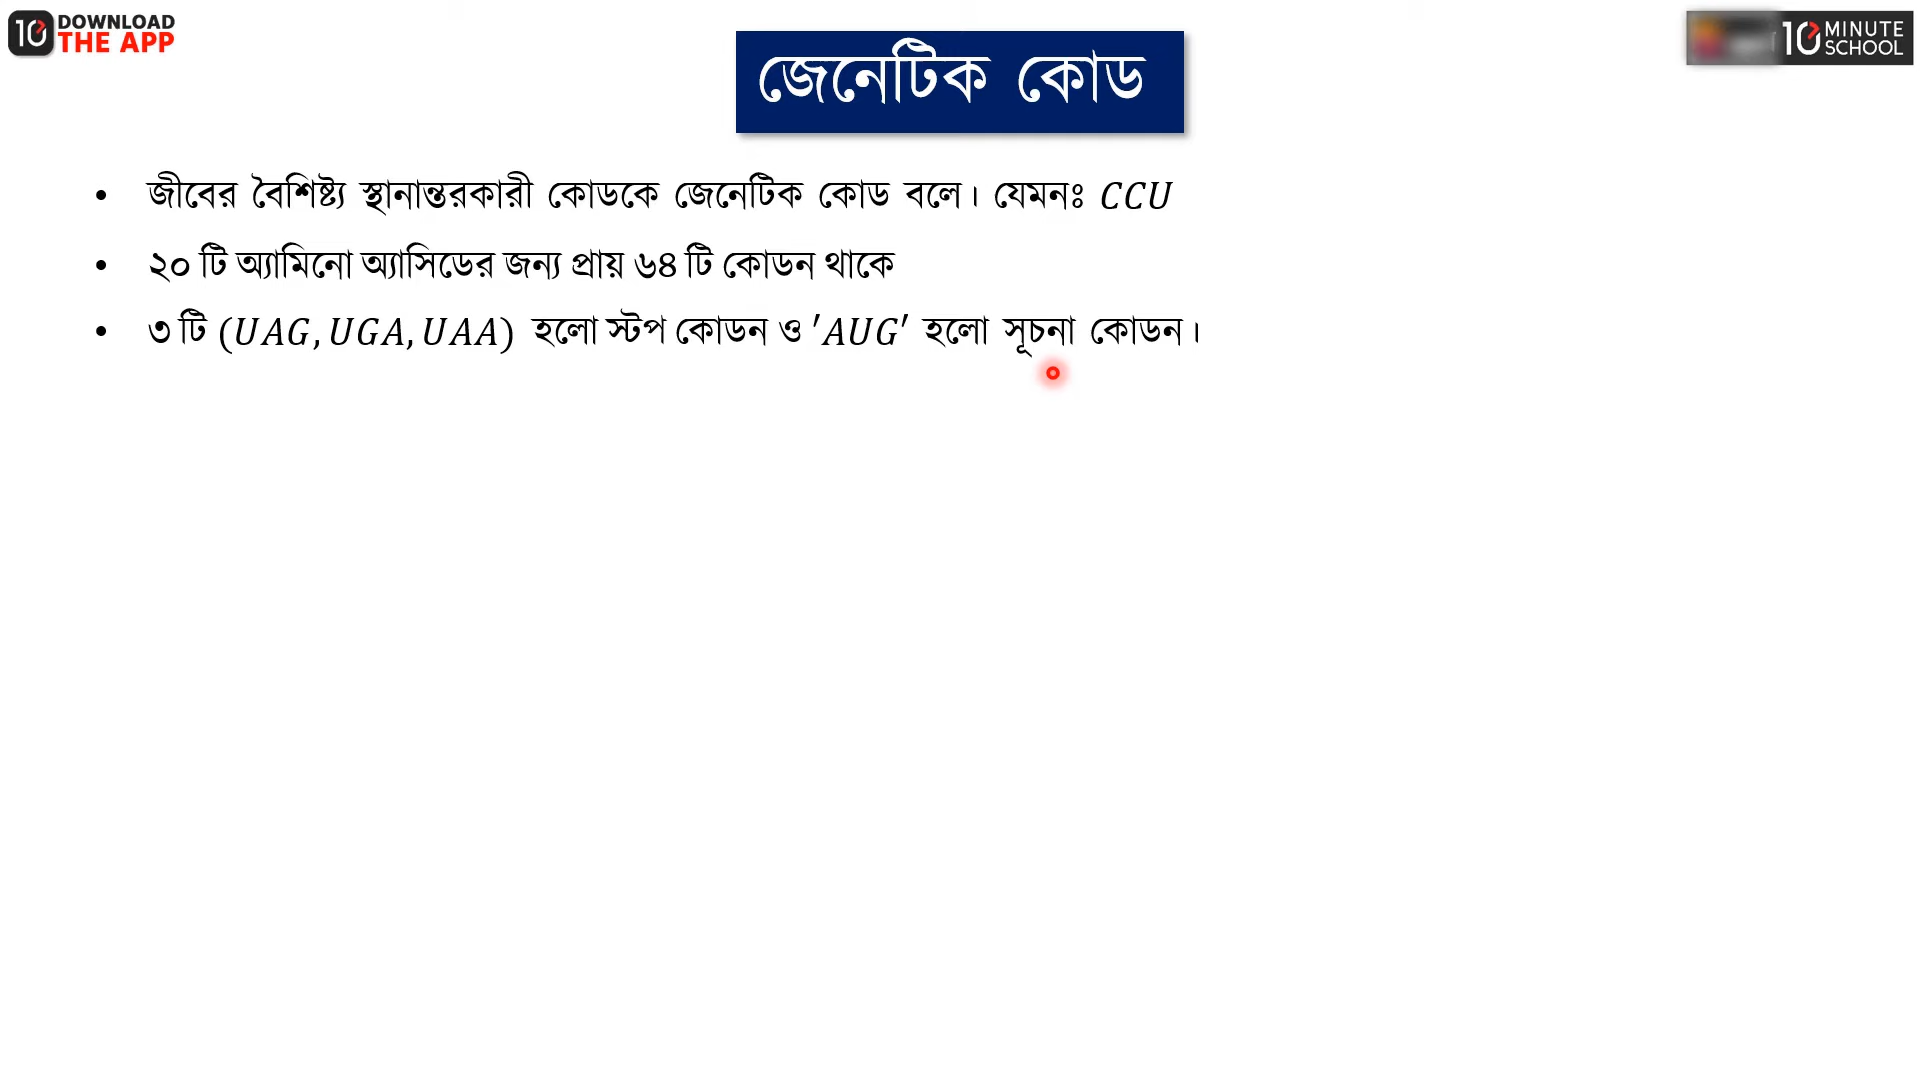 10 DOWNLOAD
THE APP
10 MINUTE
SCHOOL
জেনেটিক কোড
• জীবের বৈশিষ্ট্য স্থানান্তরকারী কোডকে জেনেটিক কোড বলে। যেমনঃ CCU
• ২০ টি অ্যামিনো অ্যাসিডের জন্য প্রায় ৬৪ টি কোডন থাকে
• ৩ টি (UAG, UGA, UAA) হলো স্টপ কোডন ও ′AUG′ হলো সূচনা কোডন।